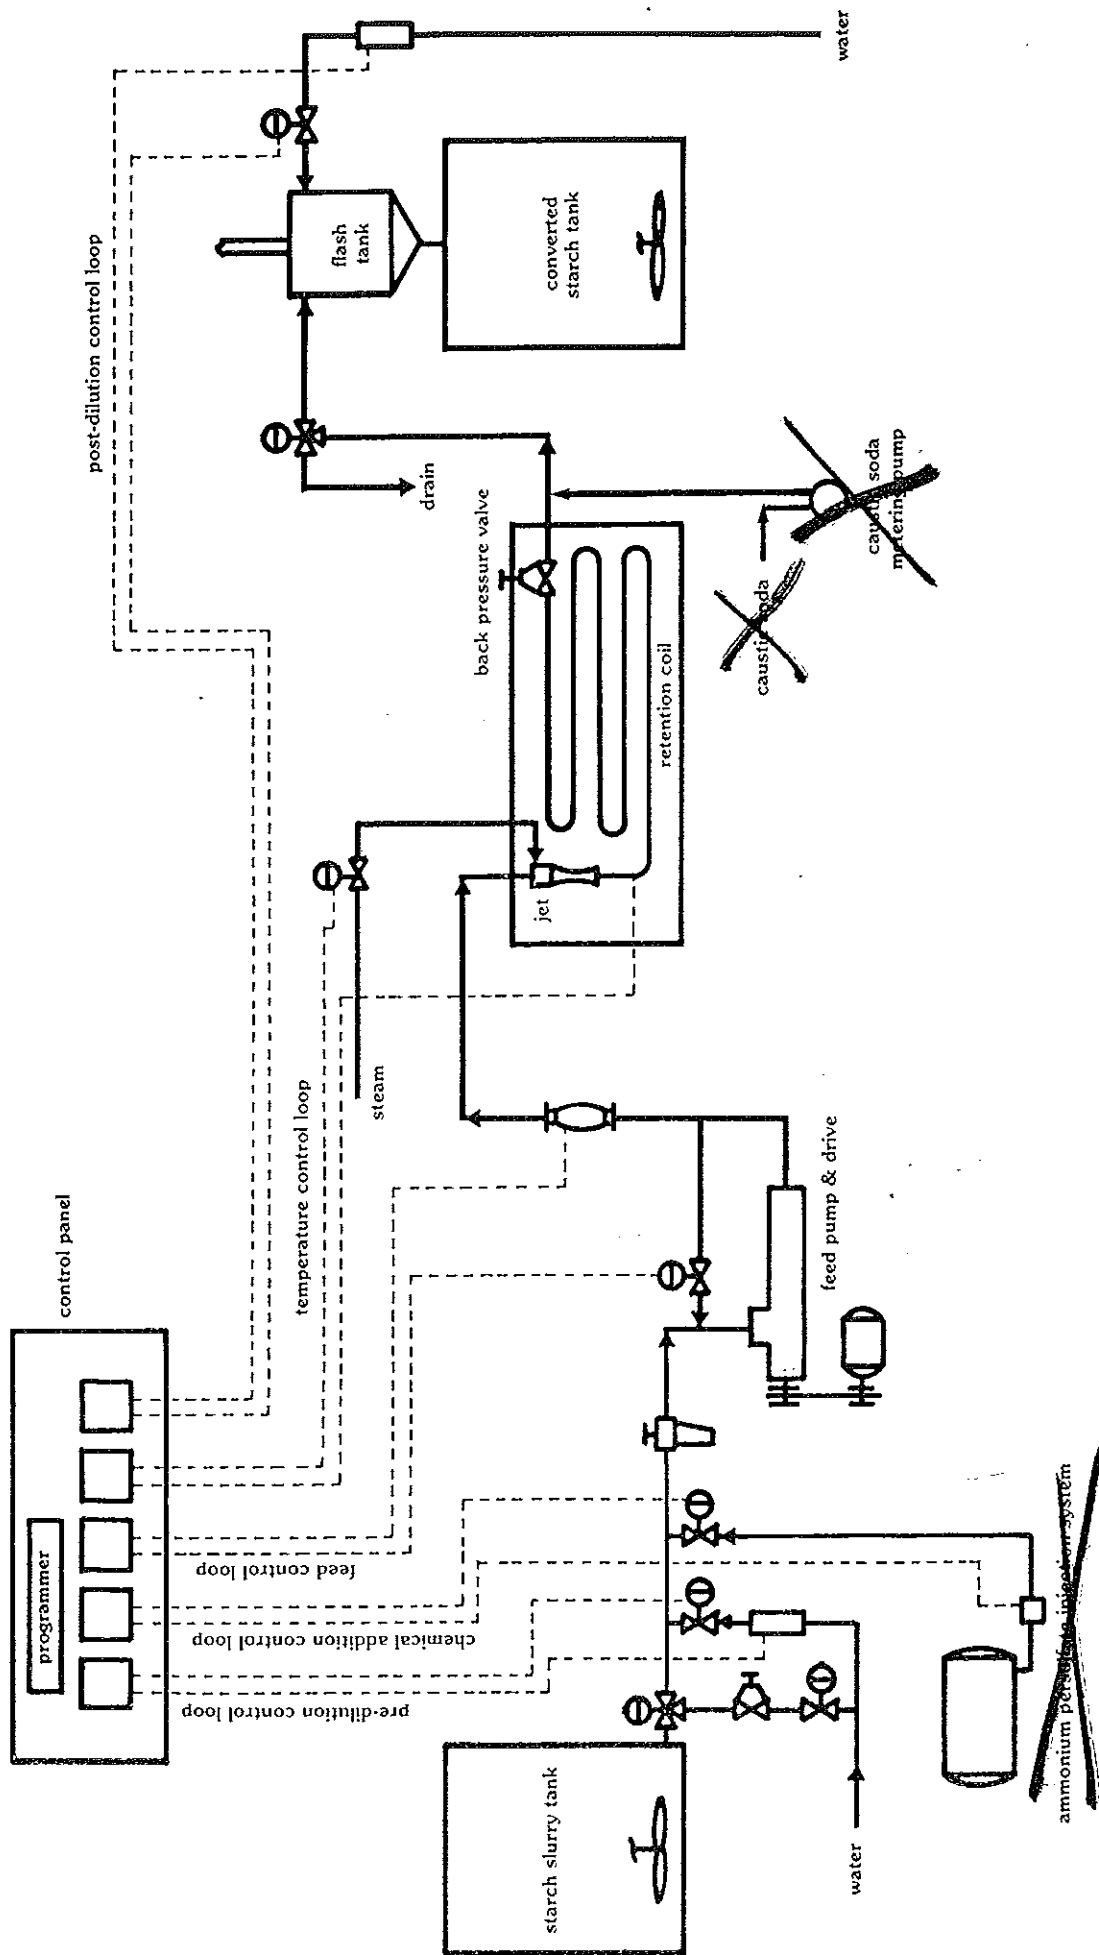 control panel
programmer
pre-dilution control loop
chemical addition control loop
feed control loop
temperature control loop
post-dilution control loop
starch slurry tank
water
ammonium persulfate injection system
feed pump & drive
steam
jet
retention coil
back pressure valve
caustic soda
caustic soda
metering pump
drain
flash
tank
converted
starch tank
water